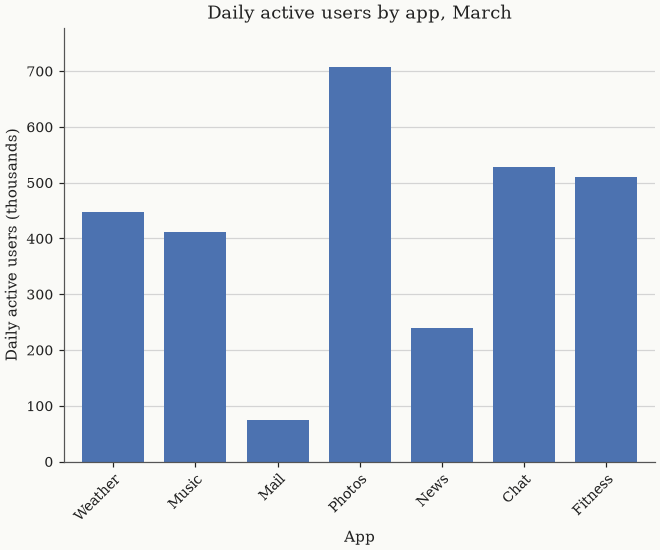 Daily active users by app, March
Daily active users (thousands)
700
600
500
400
300
200
100
0
Weather
Music
Mail
Photos
News
Chat
Fitness
App